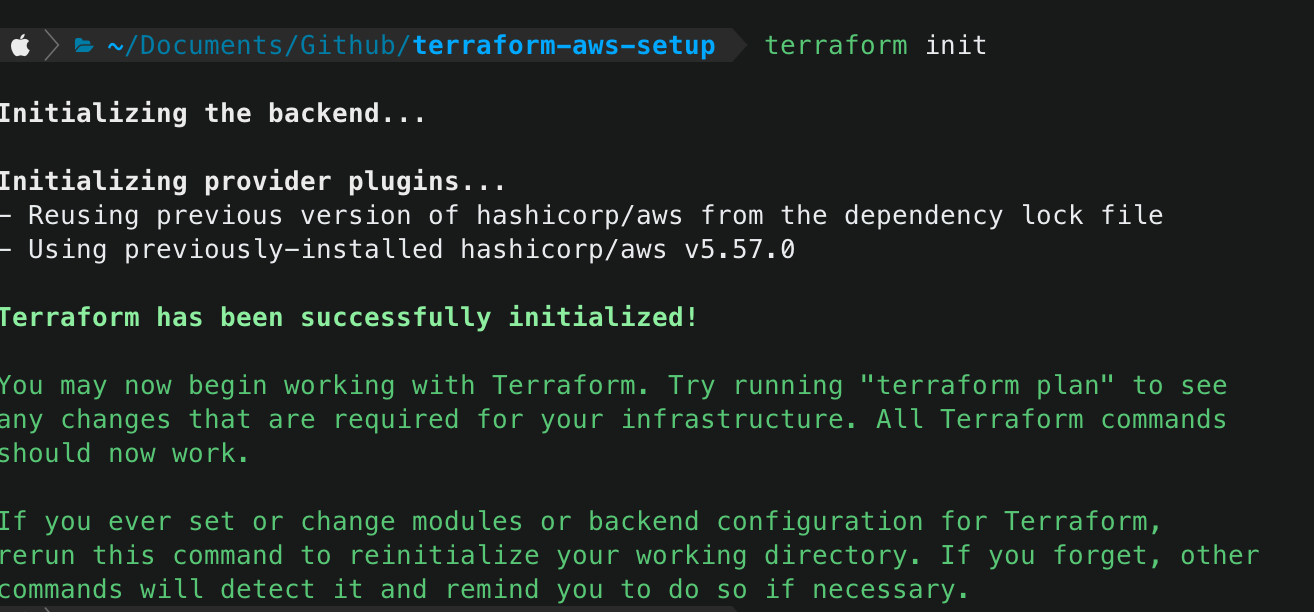 ~/Documents/Github/terraform-aws-setup terraform init
Initializing the backend...
Initializing provider plugins...
- Reusing previous version of hashicorp/aws from the dependency lock file
- Using previously-installed hashicorp/aws v5.57.0
Terraform has been successfully initialized!
You may now begin working with Terraform. Try running "terraform plan" to see
any changes that are required for your infrastructure. All Terraform commands
should now work.
If you ever set or change modules or backend configuration for Terraform,
rerun this command to reinitialize your working directory. If you forget, other
commands will detect it and remind you to do so if necessary.